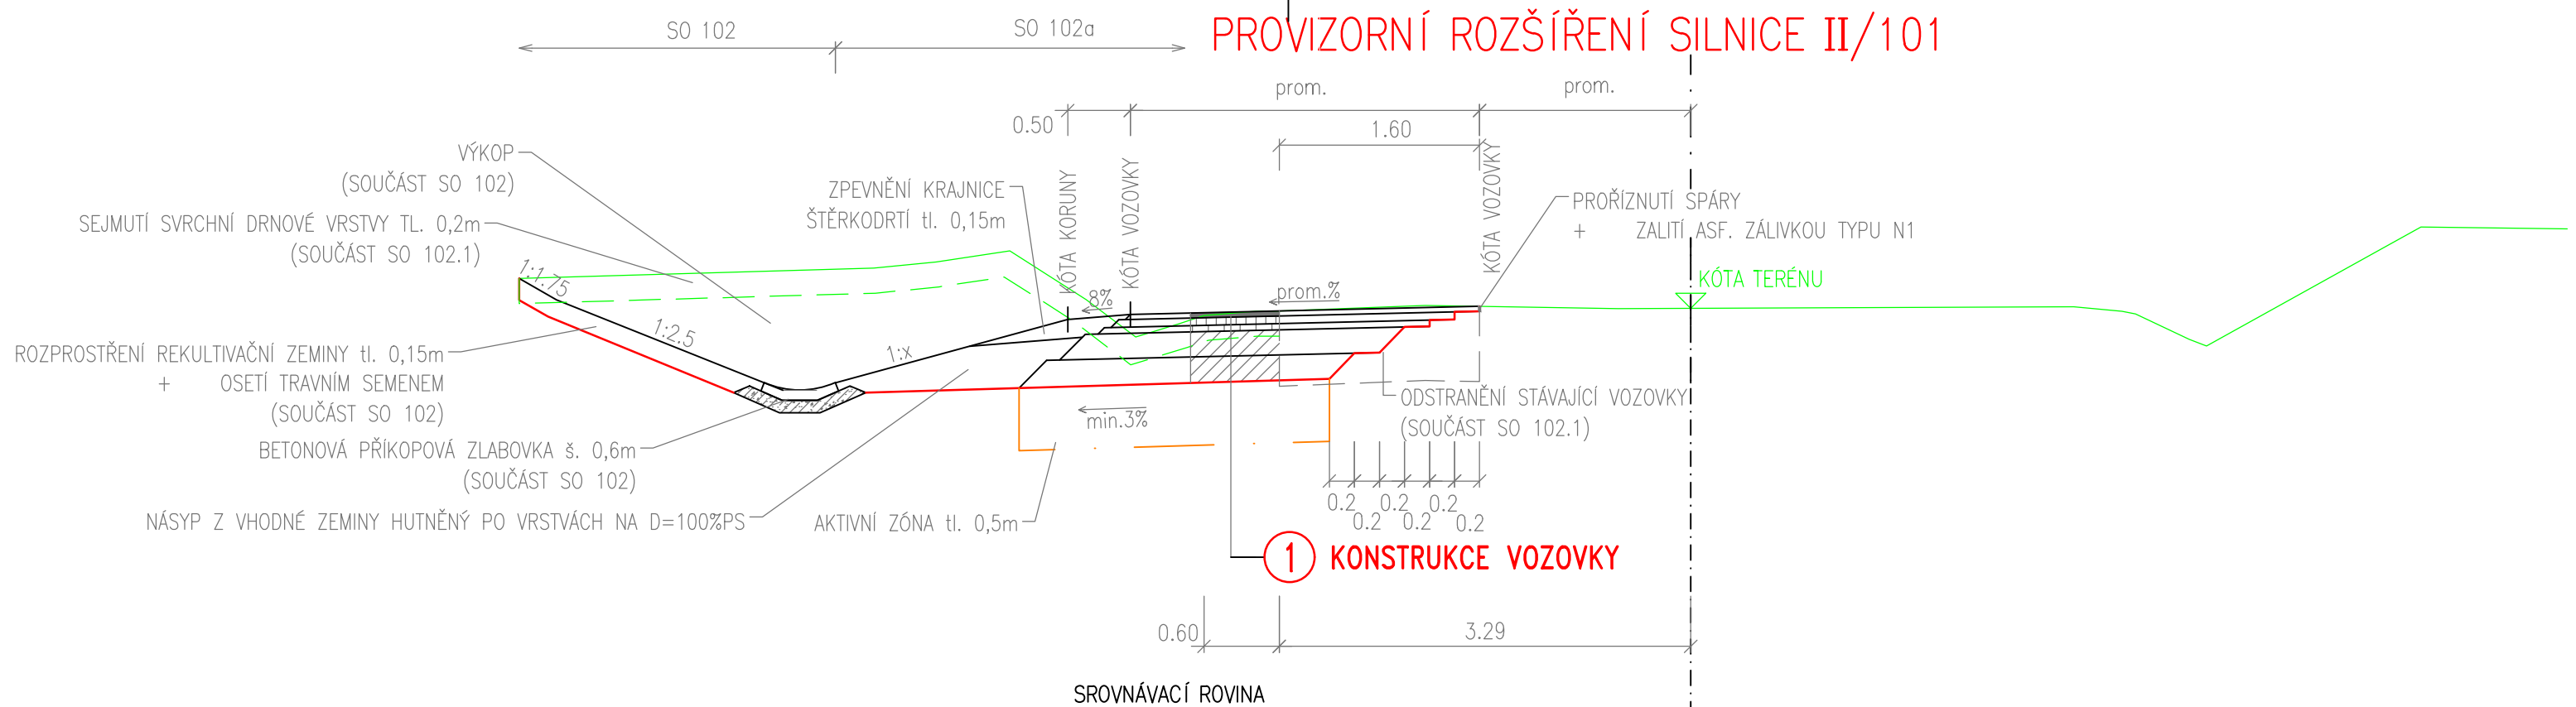 SO 102
SO 102a
PROVIZORNÍ ROZŠÍŘENÍ SILNICE II/101
prom.
prom.
0.50
1.60
VÝKOP
(SOUČÁST SO 102)
SEJMUTÍ SVRCHNÍ DRNOVÉ VRSTVY TL. 0,2m
(SOUČÁST SO 102.1)
ZPEVNĚNÍ KRAJNICE
ŠTĚRKODRTÍ tl. 0,15m
KÓTA KORUNY
KÓTA VOZOVKY
KÓTA VOZOVKY
PROŘÍZNUTÍ SPÁRY
+ ZALITÍ ASF. ZÁLIVKOU TYPU N1
KÓTA TERÉNU
1:1.75
1:2.5
1:x
8%
prom.%
ROZPROSTŘENÍ REKULTIVAČNÍ ZEMINY tl. 0,15m
+ OSETÍ TRAVNÍM SEMENEM
(SOUČÁST SO 102)
BETONOVÁ PŘÍKOPOVÁ ZLABOVKA š. 0,6m
(SOUČÁST SO 102)
NÁSYP Z VHODNÉ ZEMINY HUTNĚNÝ PO VRSTVÁCH NA D=100%PS
min.3%
AKTIVNÍ ZÓNA tl. 0,5m
ODSTRANĚNÍ STÁVAJÍCÍ VOZOVKY
(SOUČÁST SO 102.1)
0.2
0.2
0.2
0.2
0.2
0.2
1 KONSTRUKCE VOZOVKY
0.60
3.29
SROVNÁVACÍ ROVINA